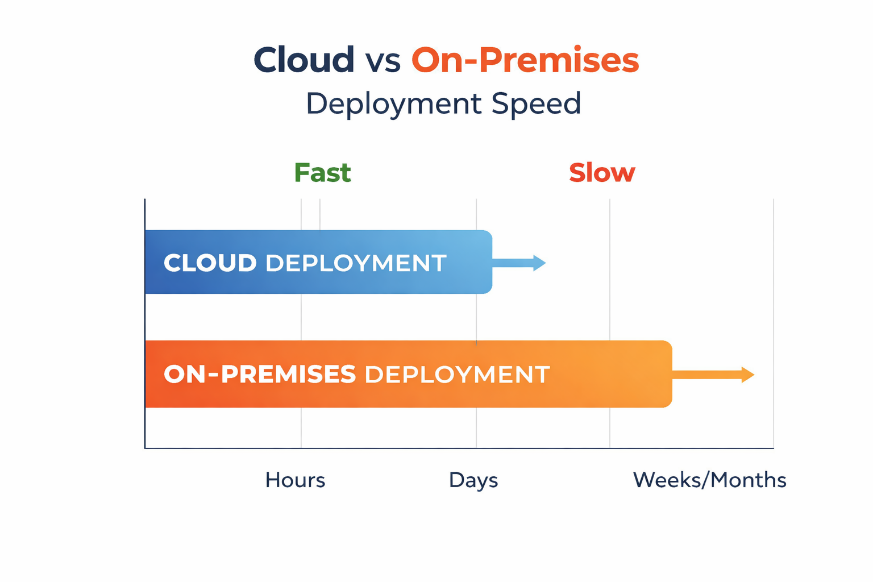 Cloud vs On-Premises
Deployment Speed
Fast Slow
CLOUD DEPLOYMENT
ON-PREMISES DEPLOYMENT
Hours Days Weeks/Months